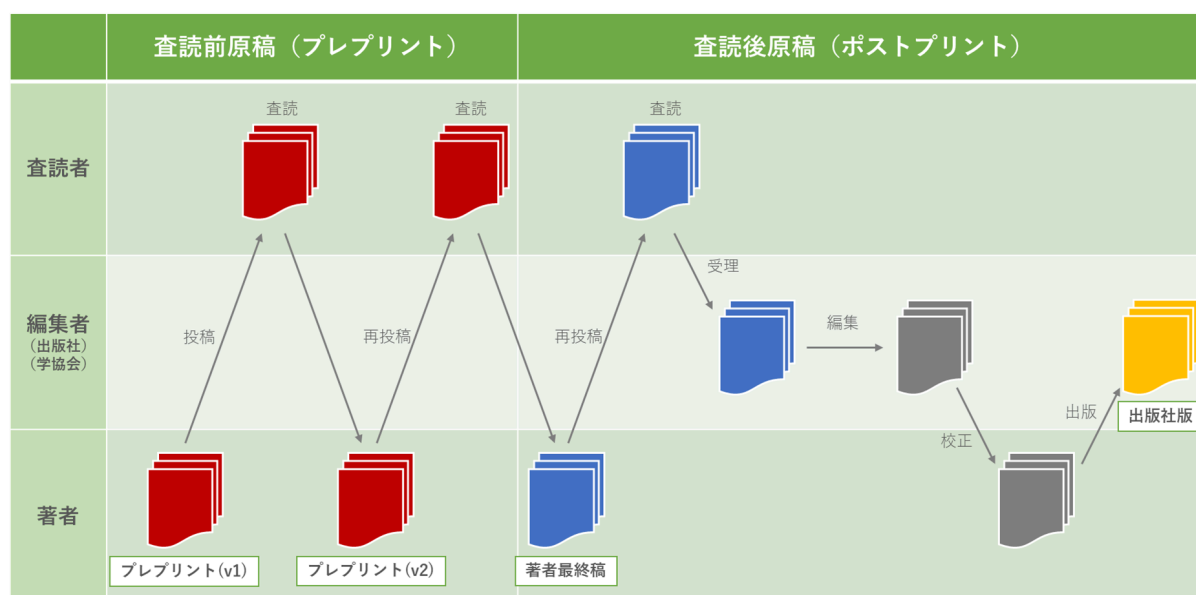 査読前原稿（プレプリント）
査読後原稿（ポストプリント）
査読者
査読
査読
査読
編集者
（出版社）
（学協会）
投稿
再投稿
再投稿
受理
編集
校正
出版
出版社版
著者
プレプリント(v1)
プレプリント(v2)
著者最終稿